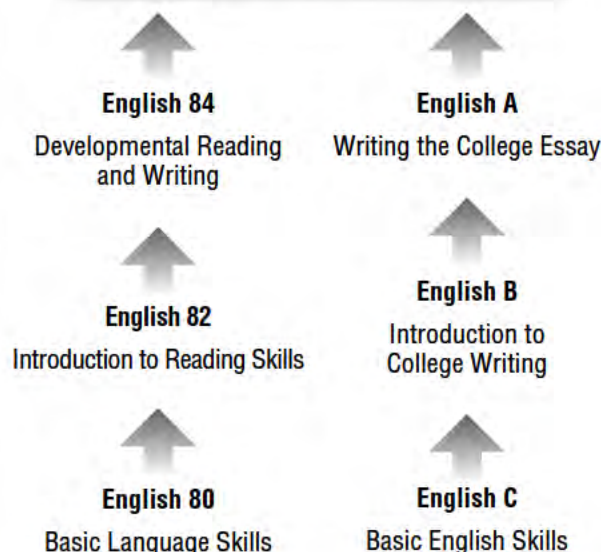 English 84
Developmental Reading
and Writing
English 82
Introduction to Reading Skills
English 80
Basic Language Skills
English A
Writing the College Essay
English B
Introduction to
College Writing
English C
Basic English Skills